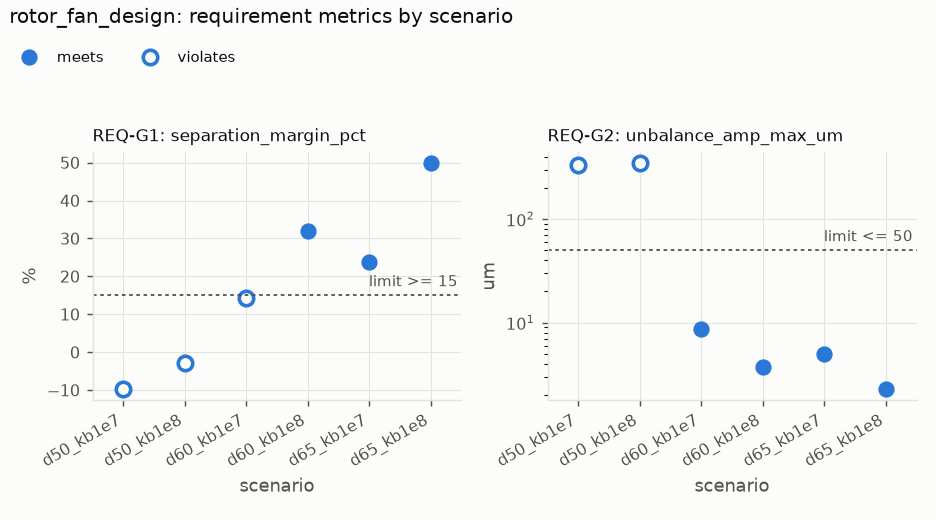 rotor_fan_design: requirement metrics by scenario
meets
violates
REQ-G1: separation_margin_pct
50
40
30
20
10
0
−10
%
limit >= 15
d50_kb1e7
d50_kb1e8
d60_kb1e7
d60_kb1e8
d65_kb1e7
d65_kb1e8
scenario
REQ-G2: unbalance_amp_max_um
10²
10¹
um
limit <= 50
d50_kb1e7
d50_kb1e8
d60_kb1e7
d60_kb1e8
d65_kb1e7
d65_kb1e8
scenario